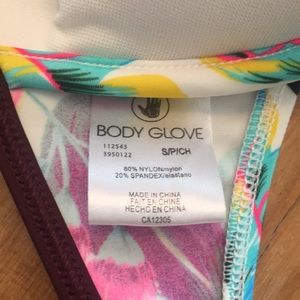 BODY GLOVE
112543
3950122 S/P/CH
80% NYLON/nylon
20% SPANDEX/elastano
MADE IN CHINA
FAIT EN CHINE
HECHO EN CHINA
CA12305